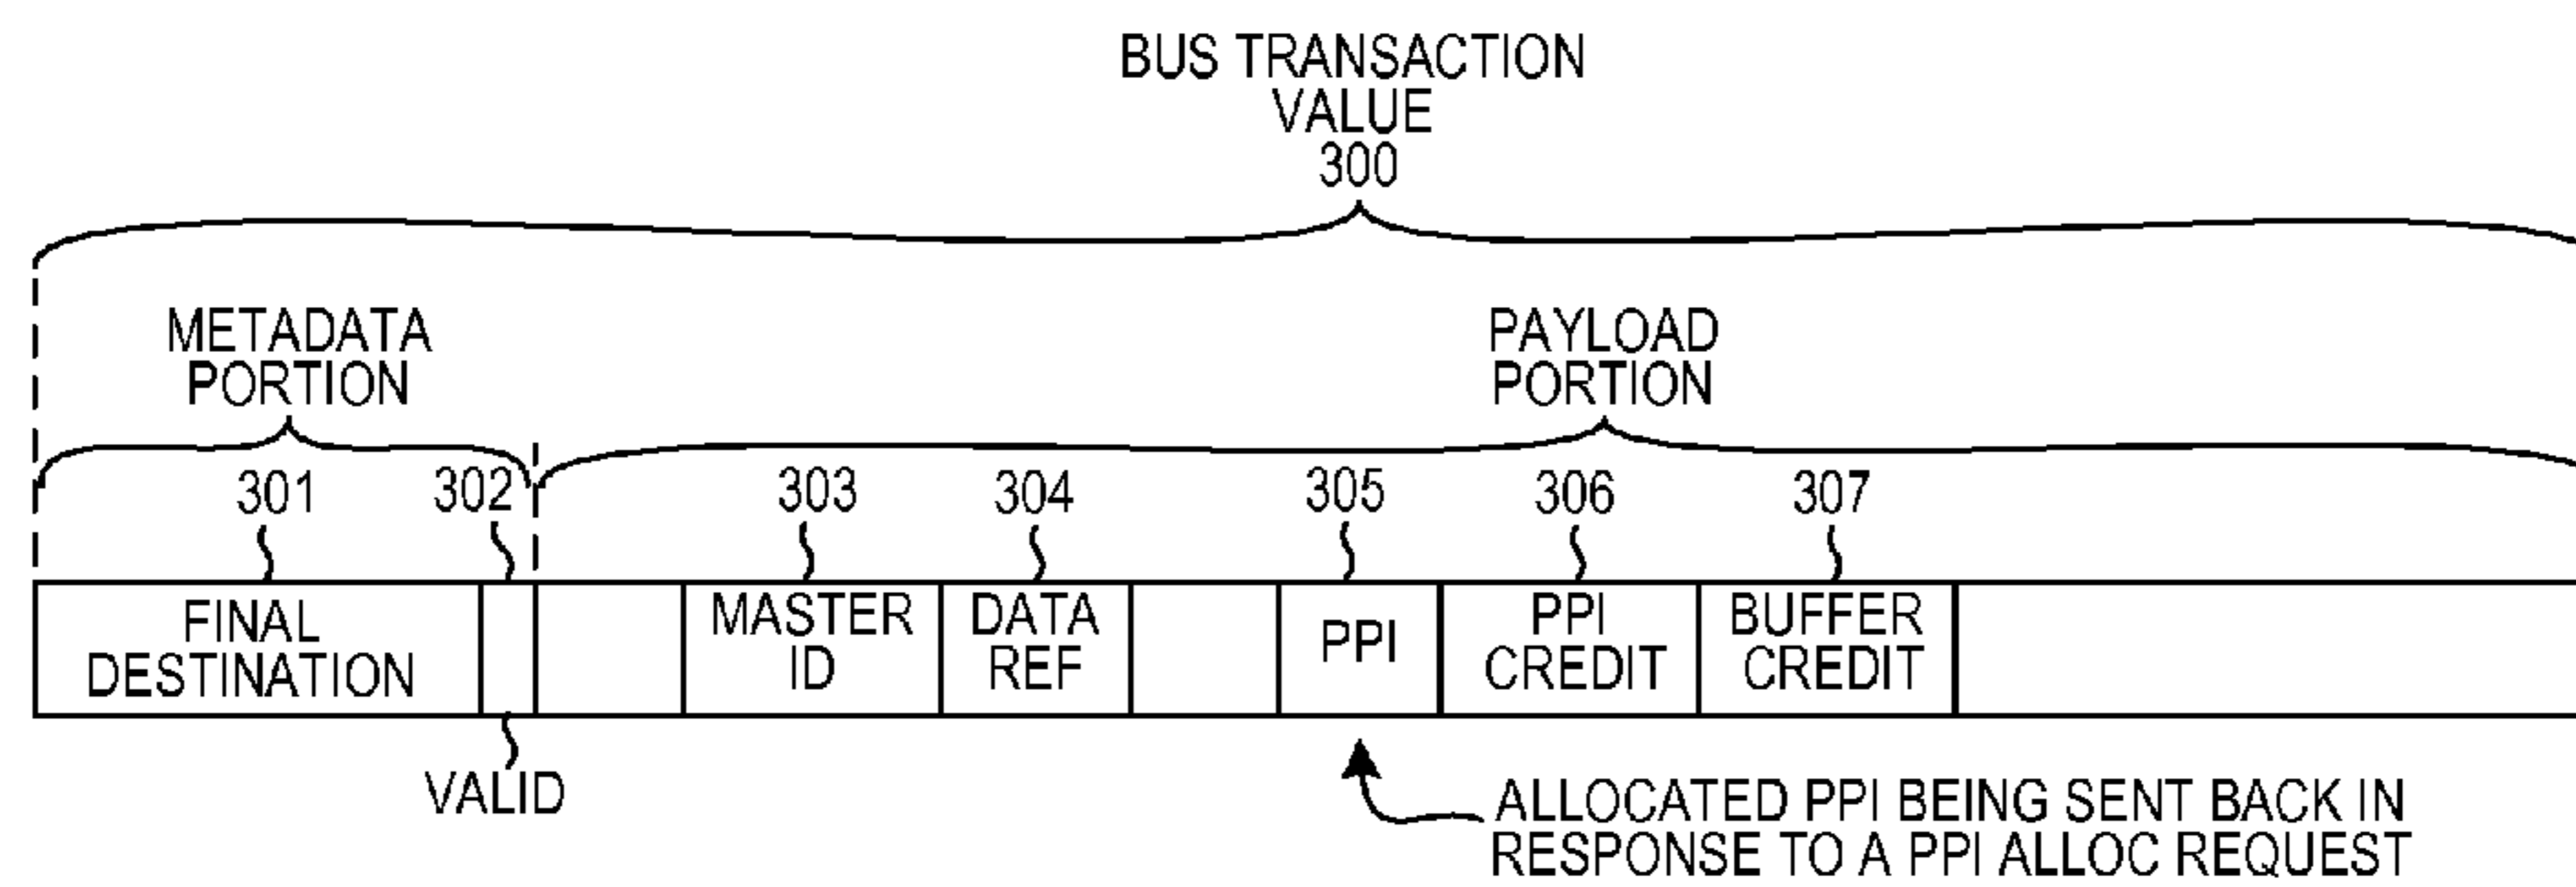 BUS TRANSACTION
VALUE
300
METADATA
PORTION
PAYLOAD
PORTION
301
302
303
304
305
306
307
FINAL
DESTINATION
MASTER
ID
DATA
REF
PPI
PPI
CREDIT
BUFFER
CREDIT
VALID
ALLOCATED PPI BEING SENT BACK IN
RESPONSE TO A PPI ALLOC REQUEST